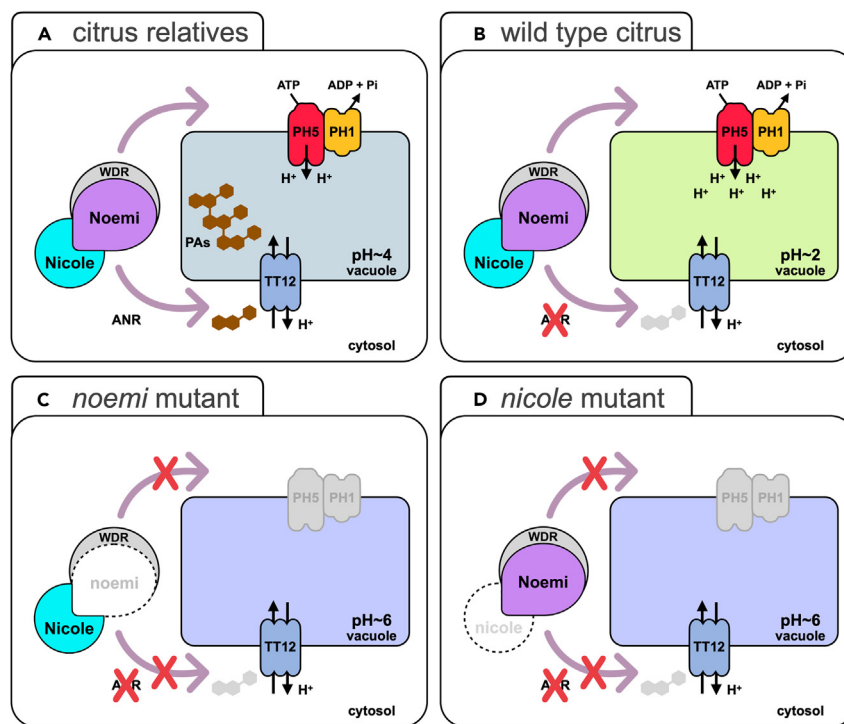 A citrus relatives
ATP
ADP + Pi
PH5
PH1
H⁺ H⁺
WDR
Noemi
Nicole
PAs
pH~4
vacuole
TT12
ANR
H⁺
cytosol
B wild type citrus
ATP
ADP + Pi
PH5
PH1
H⁺ H⁺
H⁺ H⁺ H⁺
WDR
Noemi
Nicole
pH~2
vacuole
TT12
ANR
H⁺
cytosol
C noemi mutant
PH5
PH1
WDR
noemi
Nicole
pH~6
vacuole
TT12
ANR
H⁺
cytosol
D nicole mutant
PH5
PH1
WDR
Noemi
nicole
pH~6
vacuole
TT12
ANR
H⁺
cytosol